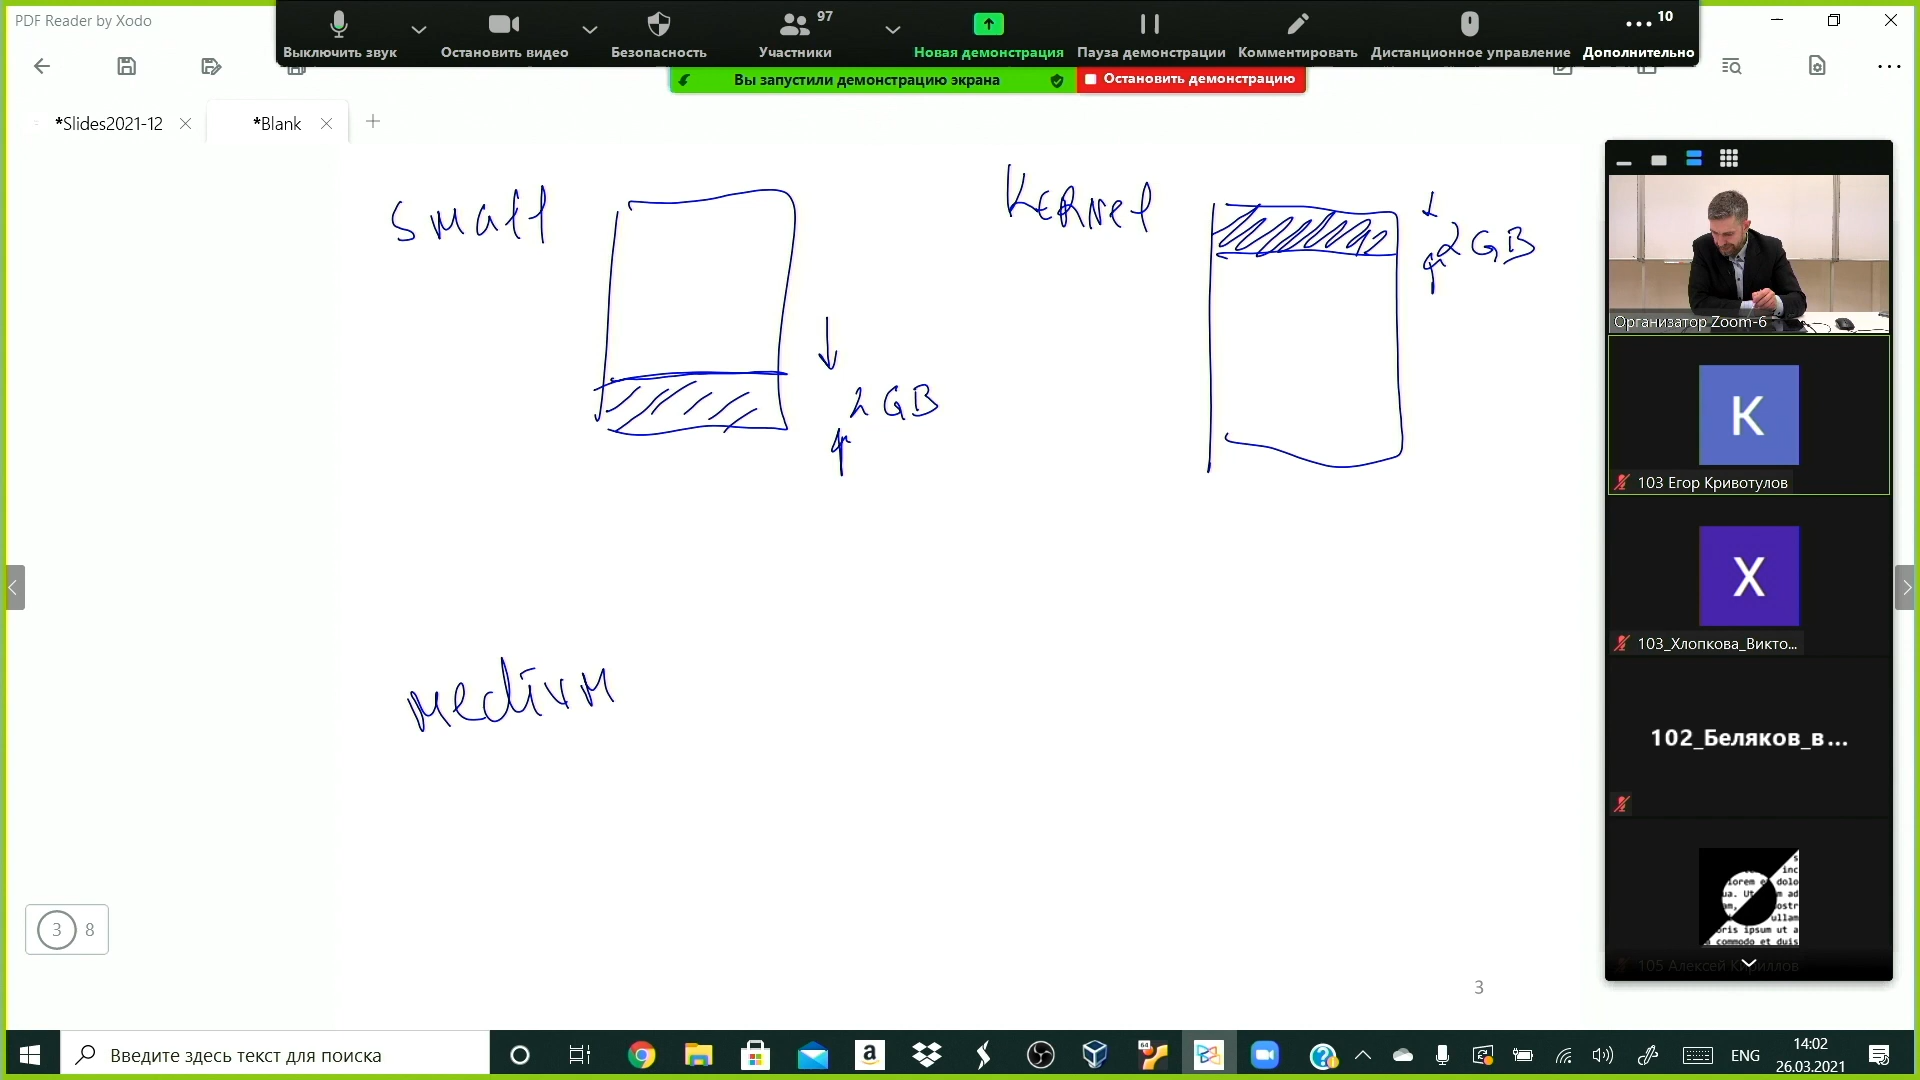 PDF Reader by Xodo
Выключить звук
Остановить видео
Безопасность
Участники
97
Новая демонстрация
Пауза демонстрации
Комментировать
Дистанционное управление
Дополнительно
10
Вы запустили демонстрацию экрана
Остановить демонстрацию
*Slides2021-12
*Blank
small
KERNel
2 GB
2 GB
medium
Организатор Zoom-6
K
103 Егор Кривотулов
X
103_Хлопкова_Викто...
102_Беляков_в...
105 Алексей Кириллов
3 8
3
Введите здесь текст для поиска
ENG
14:02
26.03.2021